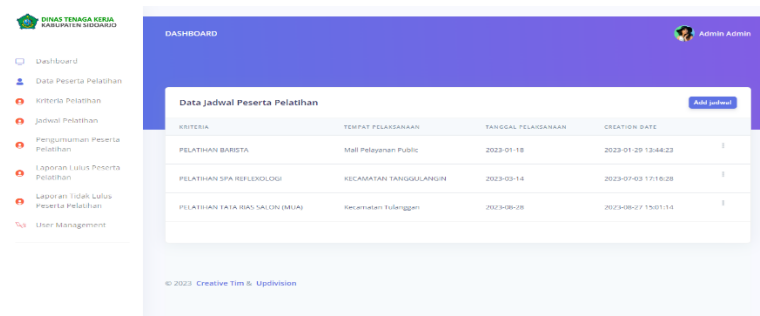 DINAS TENAGA KERJA
KABUPATEN SIDOARJO
DASHBOARD
Admin Admin
Dashboard
Data Peserta Pelatihan
Kriteria Pelatihan
Jadwal Pelatihan
Pengumuman Peserta
Pelatihan
Laporan Lulus Peserta
Pelatihan
Laporan Tidak Lulus
Peserta Pelatihan
User Management
Data Jadwal Peserta Pelatihan
Add jadwal
KRITERIA TEMPAT PELAKSANAAN TANGGAL PELAKSANAAN CREATION DATE
PELATIHAN BARISTA Mall Pelayanan Public 2023-01-18 2023-01-29 13:44:23
PELATIHAN SPA REFLEXOLOGI KECAMATAN TANGGULANGIN 2023-03-14 2023-07-03 17:16:28
PELATIHAN TATA RIAS SALON (MUA) Kecamatan Tulanggan 2023-08-28 2023-08-27 15:01:14
© 2023 Creative Tim & Updivision